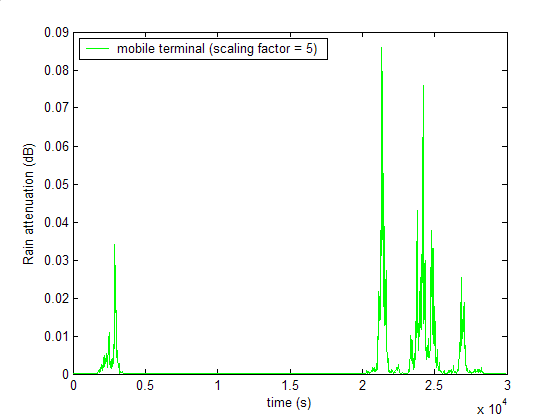 mobile terminal (scaling factor = 5)
Rain attenuation (dB)
0.09
0.08
0.07
0.06
0.05
0.04
0.03
0.02
0.01
0
0 0.5 1 1.5 2 2.5 3
x 10^4
time (s)